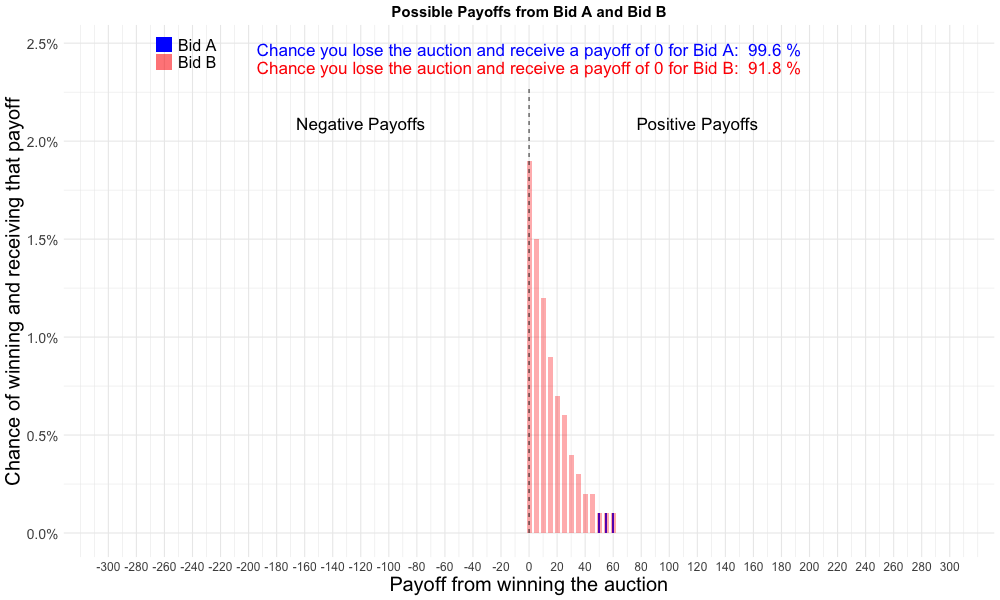 Possible Payoffs from Bid A and Bid B
Bid A
Bid B
Chance you lose the auction and receive a payoff of 0 for Bid A: 99.6 %
Chance you lose the auction and receive a payoff of 0 for Bid B: 91.8 %
Negative Payoffs
Positive Payoffs
Chance of winning and receiving that payoff
2.5%
2.0%
1.5%
1.0%
0.5%
0.0%
-300 -280 -260 -240 -220 -200 -180 -160 -140 -120 -100 -80 -60 -40 -20 0 20 40 60 80 100 120 140 160 180 200 220 240 260 280 300
Payoff from winning the auction